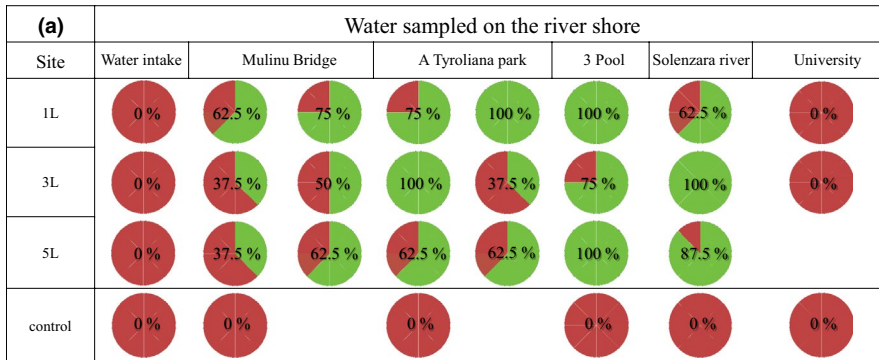 (a) Water sampled on the river shore
Site Water intake Mulinu Bridge A Tyroliana park 3 Pool Solenzara river University
1L 0 % 62.5 % 75 % 75 % 100 % 100 % 62.5 % 0 %
3L 0 % 37.5 % 50 % 100 % 37.5 % 75 % 100 % 0 %
5L 0 % 37.5 % 62.5 % 62.5 % 62.5 % 100 % 87.5 %
control 0 % 0 % 0 % 0 % 0 % 0 %